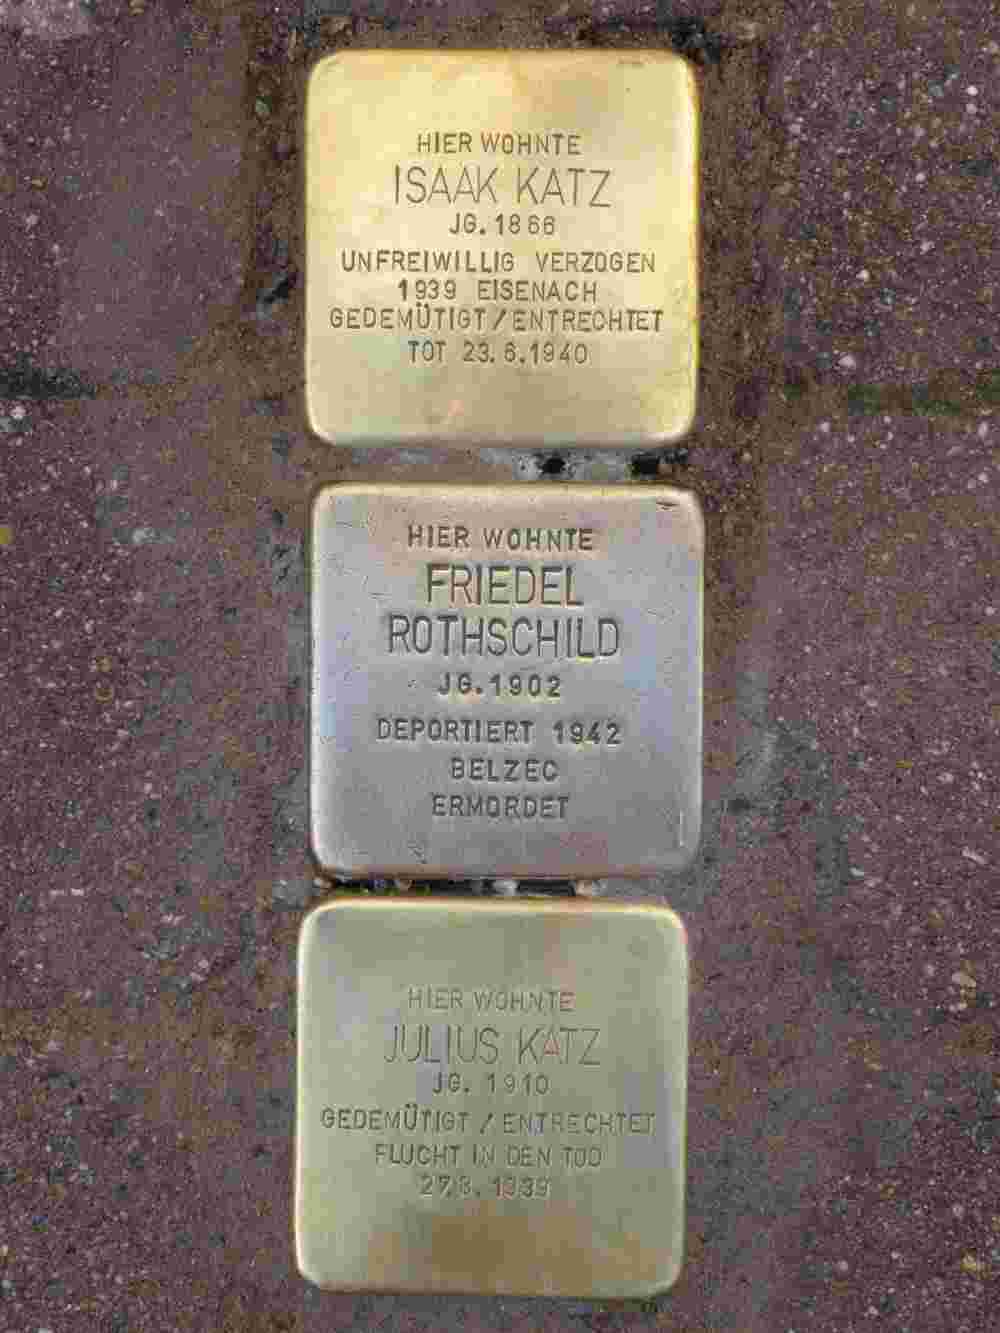 HIER WOHNTE
ISAAK KATZ
JG. 1866
UNFREIWILLIG VERZOGEN
1939 EISENACH
GEDEMÜTIGT / ENTRECHTET
TOT 23.6.1940
HIER WOHNTE
FRIEDEL
ROTHSCHILD
JG. 1902
DEPORTIERT 1942
BELZEC
ERMORDET
HIER WOHNTE
JULIUS KATZ
JG. 1910
GEDEMÜTIGT / ENTRECHTET
FLUCHT IN DEN TOD
27.8.1939